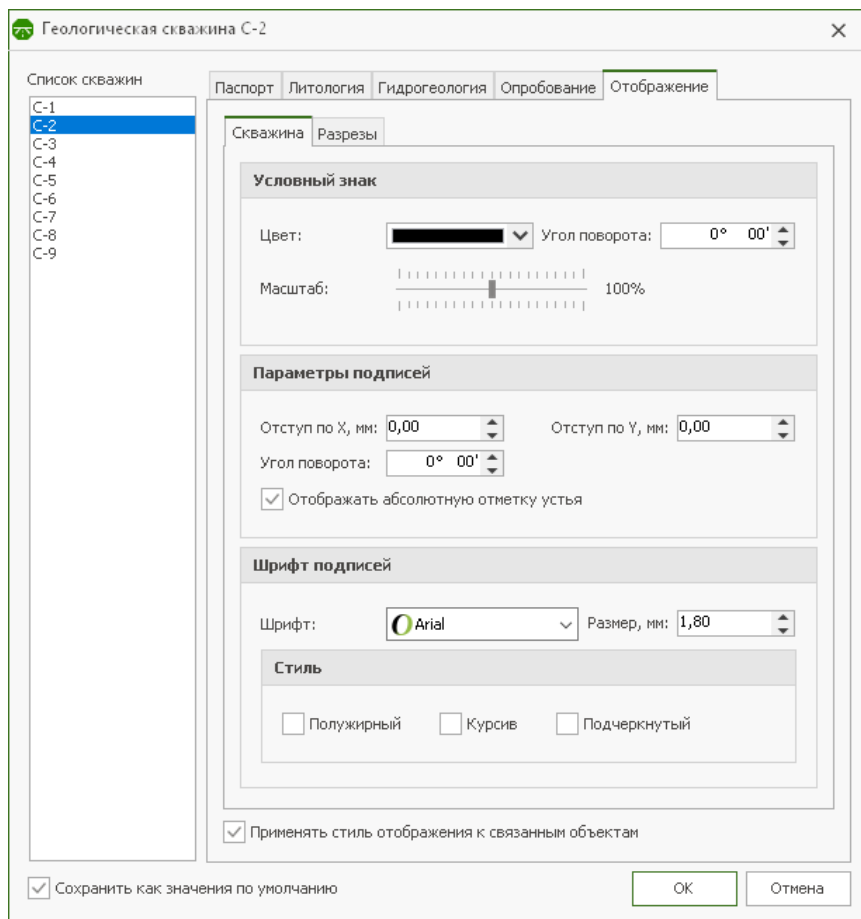 Геологическая скважина С-2
Список скважин
С-1
С-2
С-3
С-4
С-5
С-6
С-7
С-8
С-9
Паспорт Литология Гидрогеология Опробование Отображение
Скважина Разрезы
Условный знак
Цвет: Угол поворота: 0° 00'
Масштаб: 100%
Параметры подписей
Отступ по X, мм: 0,00 Отступ по Y, мм: 0,00
Угол поворота: 0° 00'
Отображать абсолютную отметку устья
Шрифт подписей
Шрифт: Arial Размер, мм: 1,80
Стиль
Полужирный Курсив Подчеркнутый
Применять стиль отображения к связанным объектам
Сохранить как значения по умолчанию OK Отмена